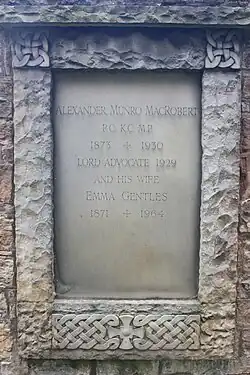 ALEXANDER MUNRO MACROBERT
P.C. K.C. M.P.
1873 + 1930
LORD ADVOCATE 1929
AND HIS WIFE
EMMA GENTLES
1871 + 1964